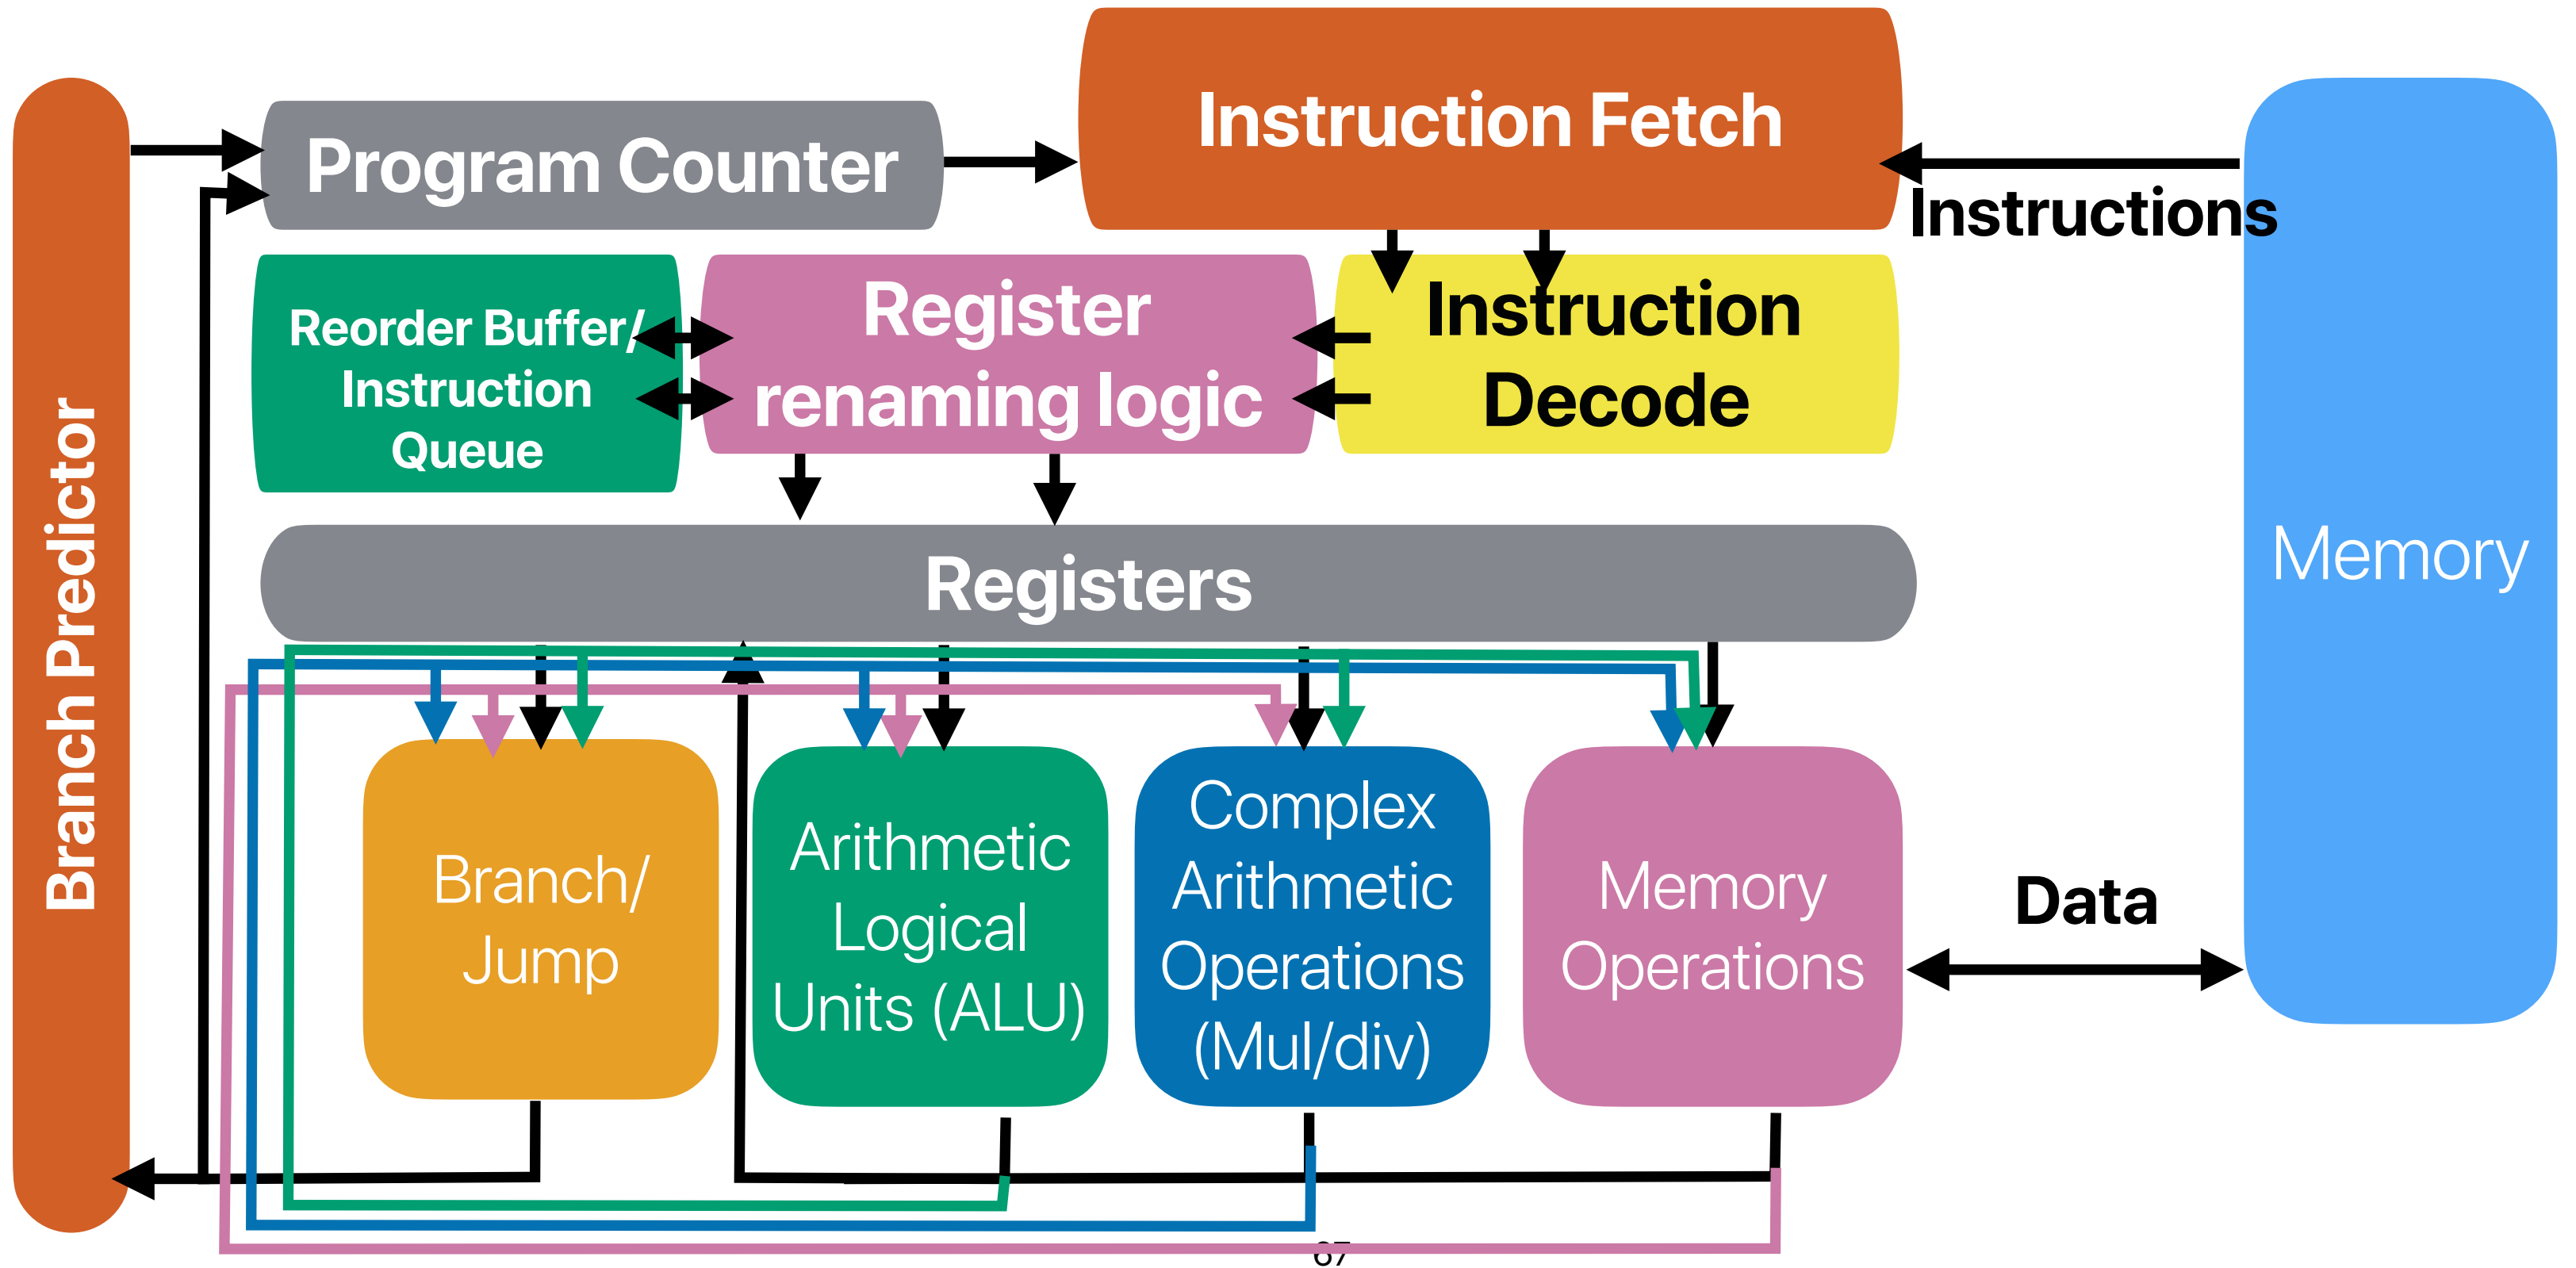 Branch Predictor
Program Counter
Instruction Fetch
Instructions
Reorder Buffer/
Instruction
Queue
Register
renaming logic
Instruction
Decode
Registers
Memory
Branch/
Jump
Arithmetic
Logical
Units (ALU)
Complex
Arithmetic
Operations
(Mul/div)
Memory
Operations
Data
67